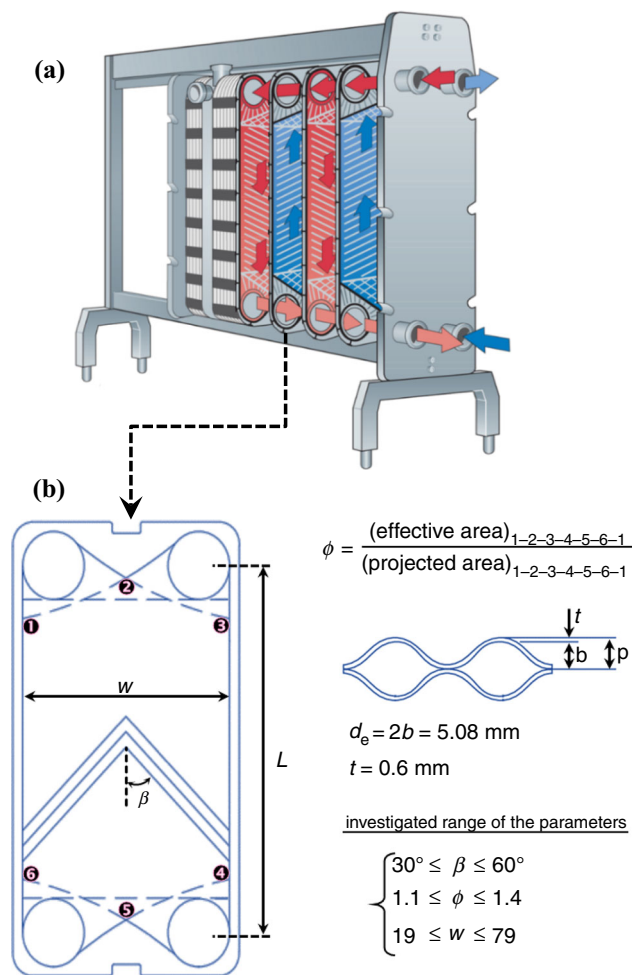 (a)
(b)
1
2
3
w
L
β
6
4
5
ϕ = (effective area)1–2–3–4–5–6–1
(projected area)1–2–3–4–5–6–1
t
b
p
de = 2b = 5.08 mm
t = 0.6 mm
investigated range of the parameters
30° ≤ β ≤ 60°
1.1 ≤ ϕ ≤ 1.4
19 ≤ w ≤ 79